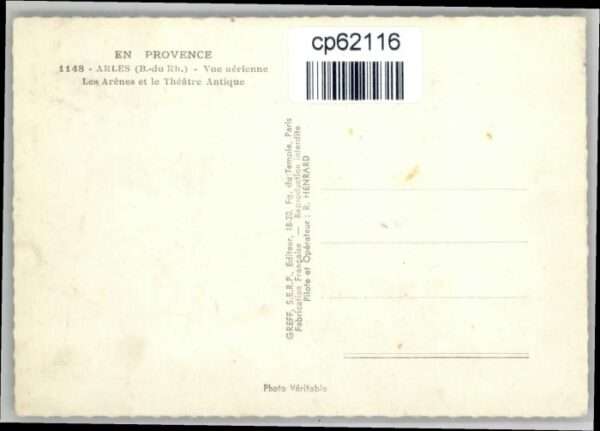 EN PROVENCE
1148 - ARLES (B.-du Rh.) - Vue aérienne
Les Arènes et le Théâtre Antique
cp62116
GREFF, S.E.R.P., Éditeur, 18-20, Fg. du Temple, Paris
Fabrication Française — Reproduction interdite
Pilote et Opérateur : R. HENRARD
Photo Véritable